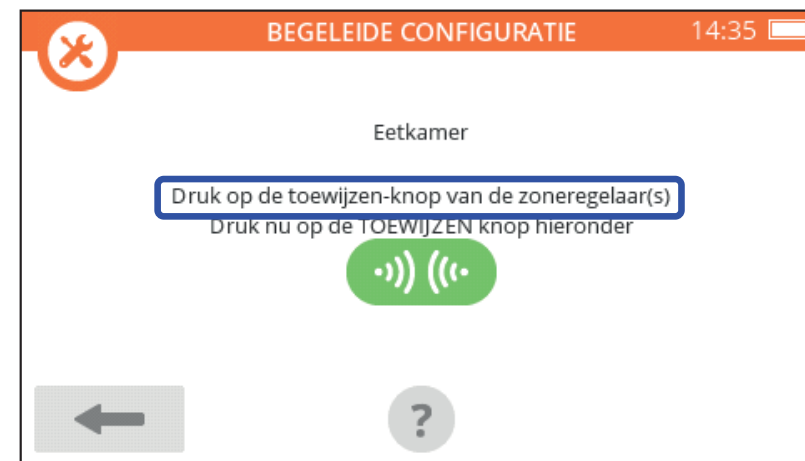 BEGELEIDE CONFIGURATIE 14:35
Eetkamer
Druk op de toewijzen-knop van de zoneregelaar(s)
Druk nu op de TOEWIJZEN knop hieronder
?